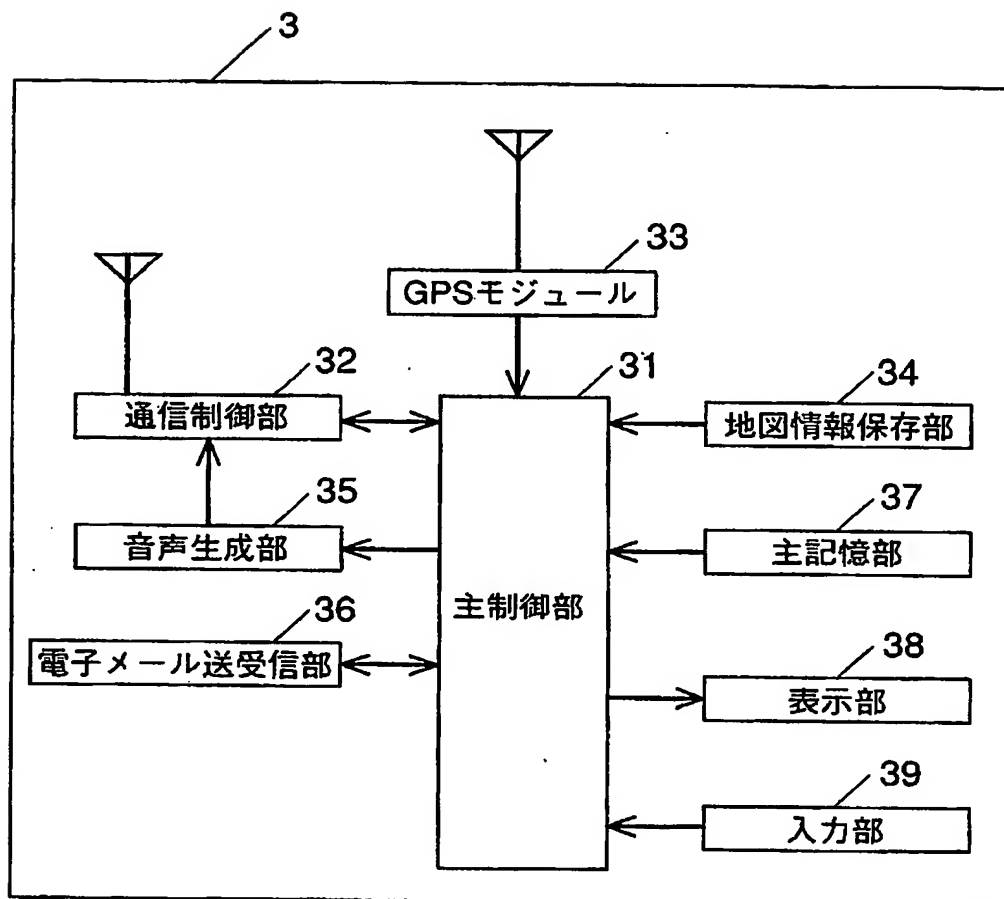 3
33
GPSモジュール
32
通信制御部
31
34
地図情報保存部
35
音声生成部
37
主記憶部
主制御部
36
電子メール送受信部
38
表示部
39
入力部